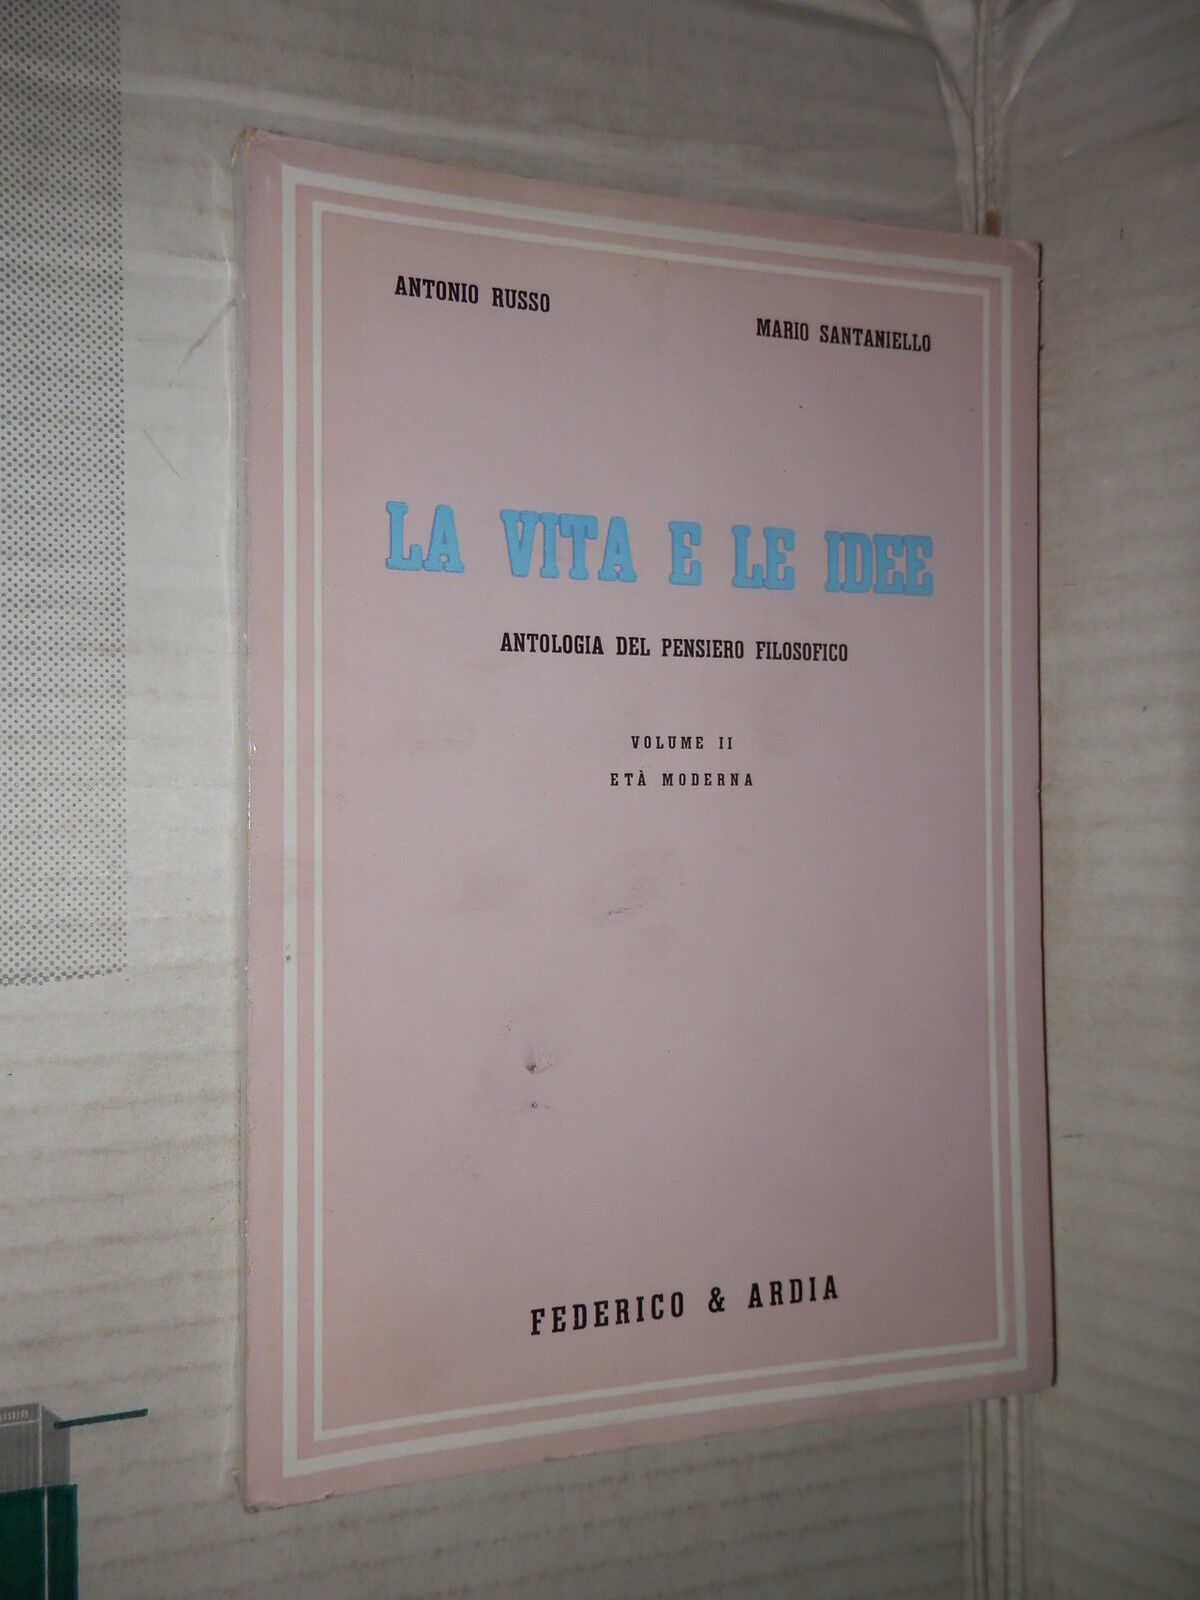 ANTONIO RUSSO
MARIO SANTANIELLO
LA VITA E LE IDEE
ANTOLOGIA DEL PENSIERO FILOSOFICO
VOLUME II
ETÀ MODERNA
FEDERICO & ARDIA